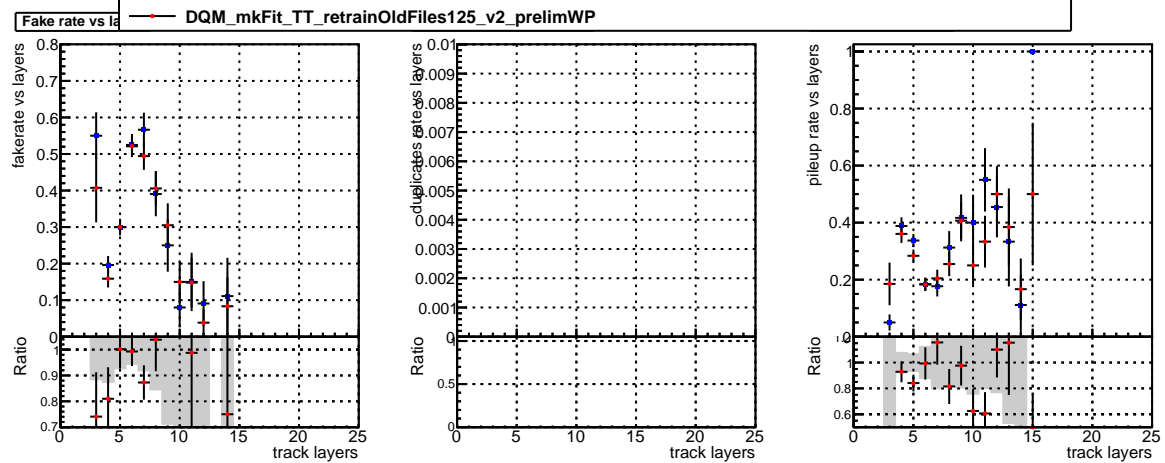 Fake rate vs la
DQM_mkFit_TT_retrainOldFiles125_v2_prelimWP
fakerate vs layers
0.8
0.7
0.6
0.5
0.4
0.3
0.2
0.1
0
Ratio
1
0.9
0.8
0.7
0 5 10 15 20 25
track layers
duplicates rate vs layers
0.01
0.009
0.008
0.007
0.006
0.005
0.004
0.003
0.002
0.001
0
Ratio
1
0.5
0
0 5 10 15 20 25
track layers
pileup rate vs layers
1
0.8
0.6
0.4
0.2
0
Ratio
1
0.8
0.6
0 5 10 15 20 25
track layers